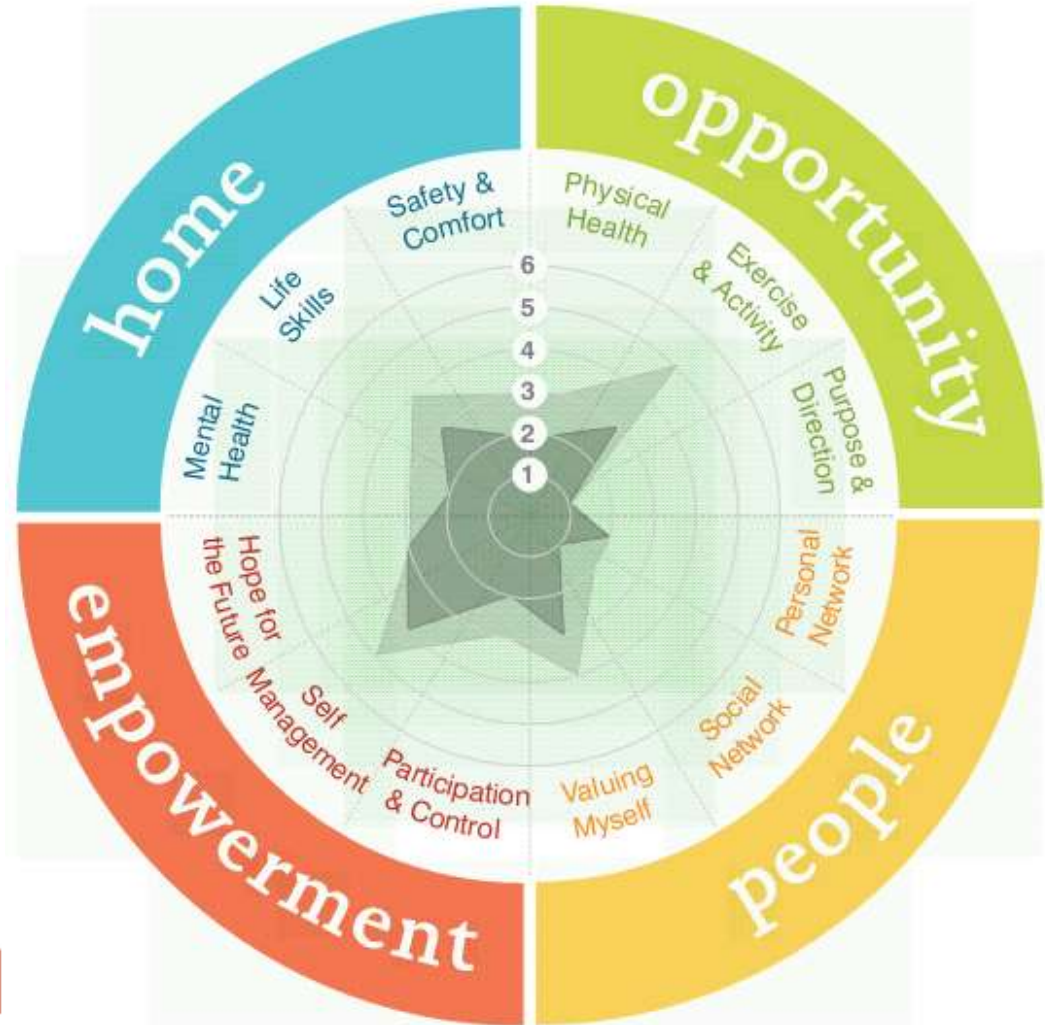 home
opportunity
Safety &
Comfort
Physical
Health
Life
Skills
Exercise
& Activity
Mental
Health
Purpose &
Direction
6
5
4
3
2
1
Hope for
the Future
Personal
Network
Self
Management
Social
Network
Participation
& Control
Valuing
Myself
empowerment
people